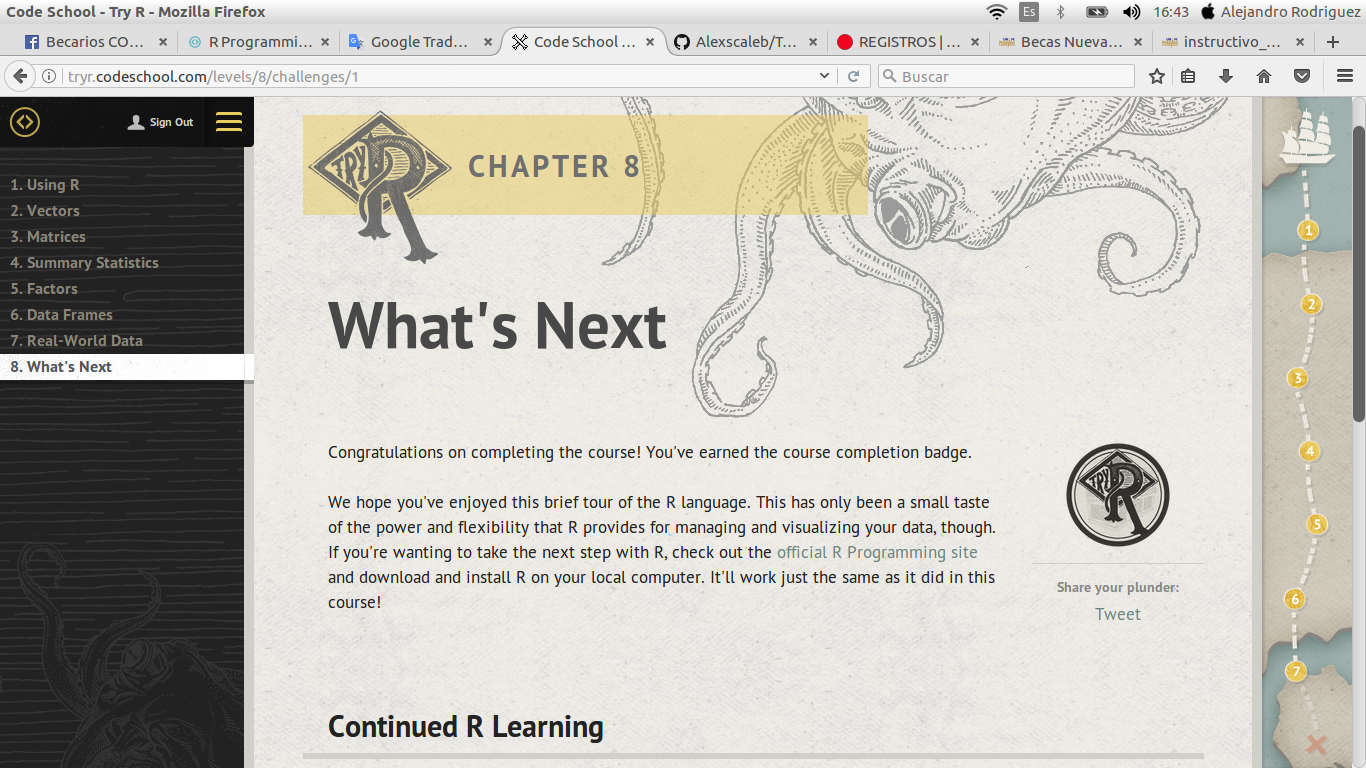 Code School - Try R - Mozilla Firefox
Es
16:43
Alejandro Rodriguez
Becarios CO... ×
R Programmi... ×
Google Trad... ×
Code School ... ×
Alexscaleb/T... ×
REGISTROS | ... ×
Becas Nueva... ×
instructivo_... ×
tryr.codeschool.com/levels/8/challenges/1
Buscar
Sign Out
1. Using R
2. Vectors
3. Matrices
4. Summary Statistics
5. Factors
6. Data Frames
7. Real-World Data
8. What's Next
TRY R
CHAPTER 8
What's Next
Congratulations on completing the course! You've earned the course completion badge.
We hope you've enjoyed this brief tour of the R language. This has only been a small taste
of the power and flexibility that R provides for managing and visualizing your data, though.
If you're wanting to take the next step with R, check out the official R Programming site
and download and install R on your local computer. It'll work just the same as it did in this
course!
TRY R
Share your plunder:
Tweet
Continued R Learning
1
2
3
4
5
6
7